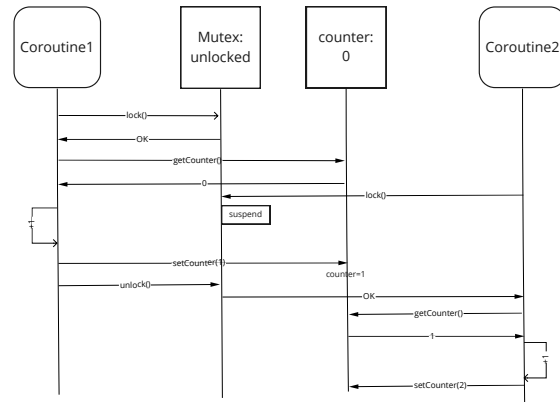 Coroutine1
Mutex:
unlocked
counter:
0
Coroutine2
lock()
OK
getCounter()
0
lock()
suspend
+1
setCounter(1)
counter=1
unlock()
OK
getCounter()
1
+1
setCounter(2)